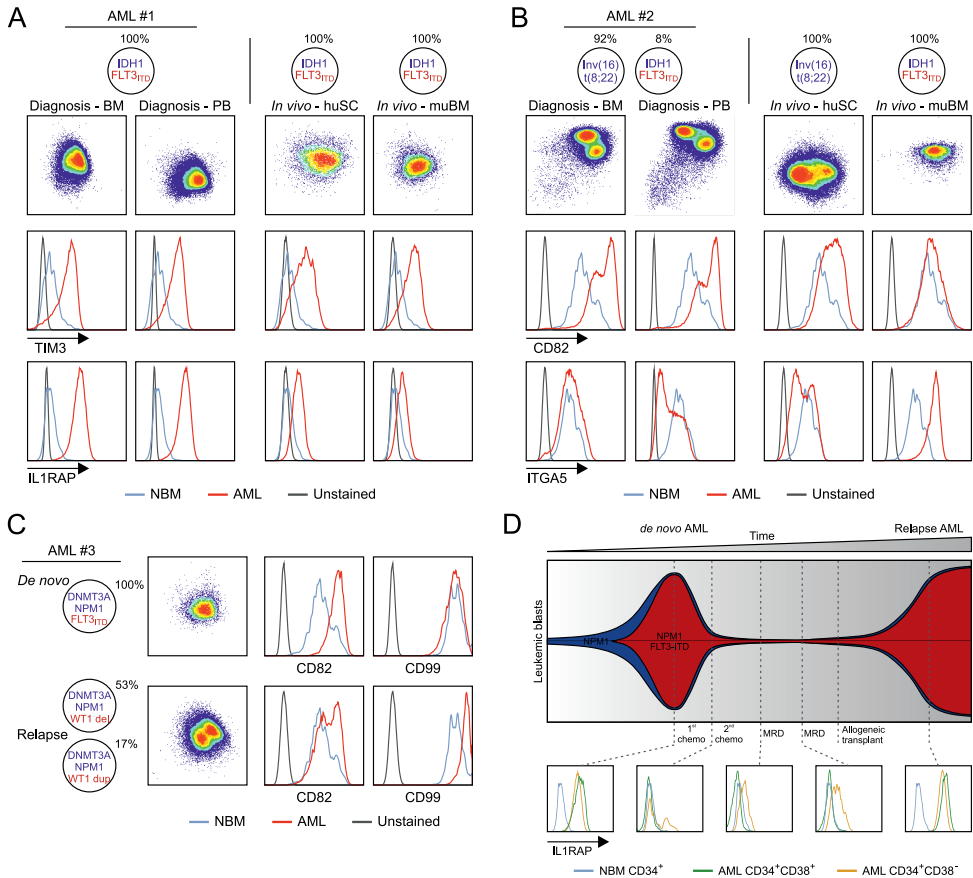 A
AML #1
100%
IDH1
FLT3ITD
100%
IDH1
FLT3ITD
100%
IDH1
FLT3ITD
Diagnosis - BM
Diagnosis - PB
In vivo - huSC
In vivo - muBM
TIM3
IL1RAP
NBM
AML
Unstained
B
AML #2
92%
Inv(16)
t(8;22)
8%
IDH1
FLT3ITD
100%
Inv(16)
t(8;22)
100%
IDH1
FLT3ITD
Diagnosis - BM
Diagnosis - PB
In vivo - huSC
In vivo - muBM
CD82
ITGA5
NBM
AML
Unstained
C
AML #3
De novo
100%
DNMT3A
NPM1
FLT3ITD
CD82
CD99
53%
DNMT3A
NPM1
WT1 del
Relapse
17%
DNMT3A
NPM1
WT1 dup
CD82
CD99
NBM
AML
Unstained
D
de novo AML
Relapse AML
Time
Leukemic blasts
NPM1
NPM1
FLT3-ITD
1st
chemo
2nd
chemo
MRD
MRD
Allogeneic
transplant
IL1RAP
NBM CD34+
AML CD34+CD38+
AML CD34+CD38-